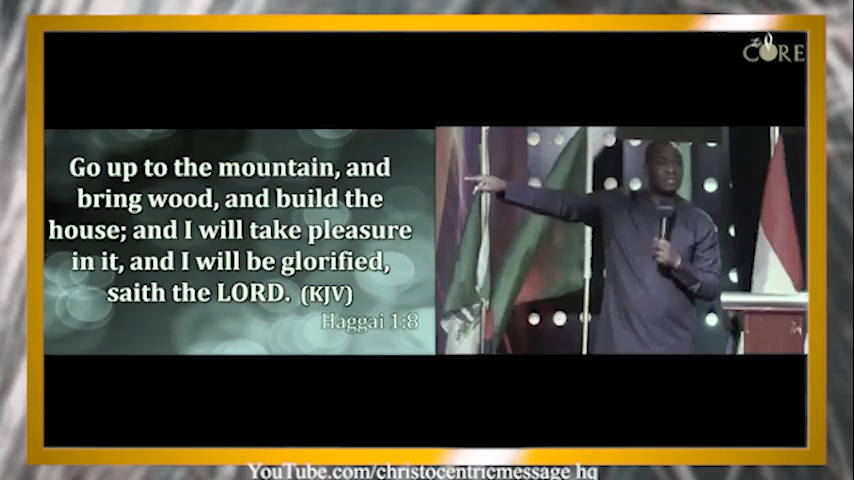 THE CORE
Go up to the mountain, and
bring wood, and build the
house; and I will take pleasure
in it, and I will be glorified,
saith the LORD. (KJV)
Haggai 1:8
YouTube.com/christocentricmessage hq